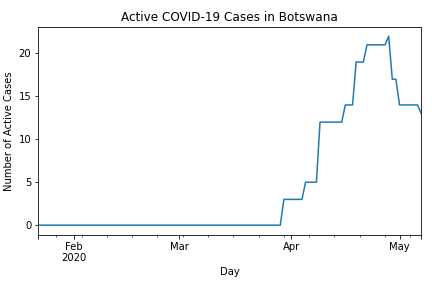 Active COVID-19 Cases in Botswana
Number of Active Cases
20
15
10
5
0
Feb
2020
Mar
Apr
May
Day